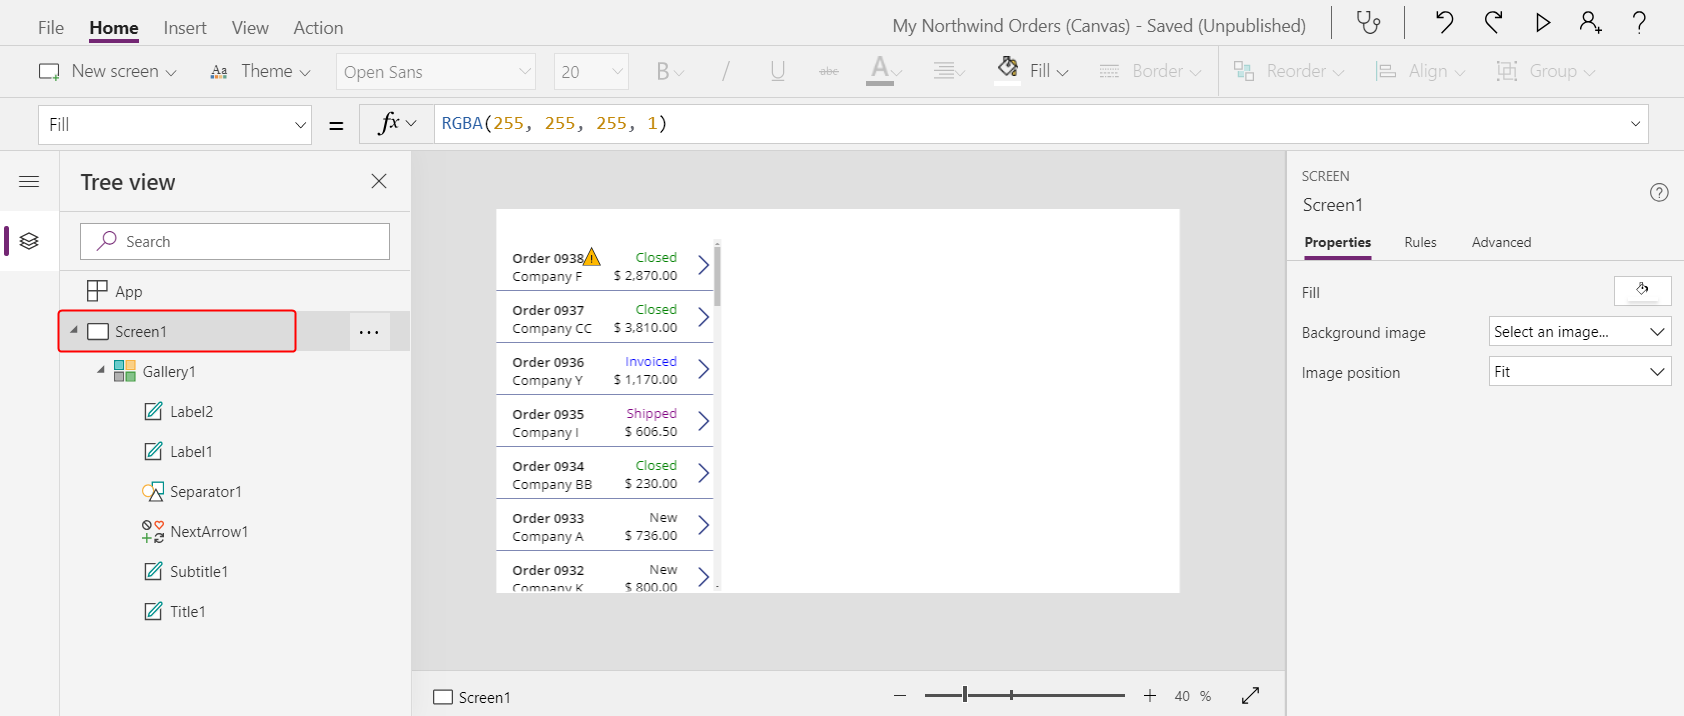 File Home Insert View Action My Northwind Orders (Canvas) - Saved (Unpublished) ?
New screen Aa Theme Open Sans 20 B / U abc A Fill Border Reorder Align Group
Fill = fx RGBA(255, 255, 255, 1)
Tree view
Search
App
Screen1 ...
Gallery1
Label2
Label1
Separator1
NextArrow1
Subtitle1
Title1
Order 0938 Closed
Company F $ 2,870.00
Order 0937 Closed
Company CC $ 3,810.00
Order 0936 Invoiced
Company Y $ 1,170.00
Order 0935 Shipped
Company I $ 606.50
Order 0934 Closed
Company BB $ 230.00
Order 0933 New
Company A $ 736.00
Order 0932 New
Company K $ 800.00
Screen1 40 %
SCREEN
Screen1 ?
Properties Rules Advanced
Fill
Background image Select an image...
Image position Fit